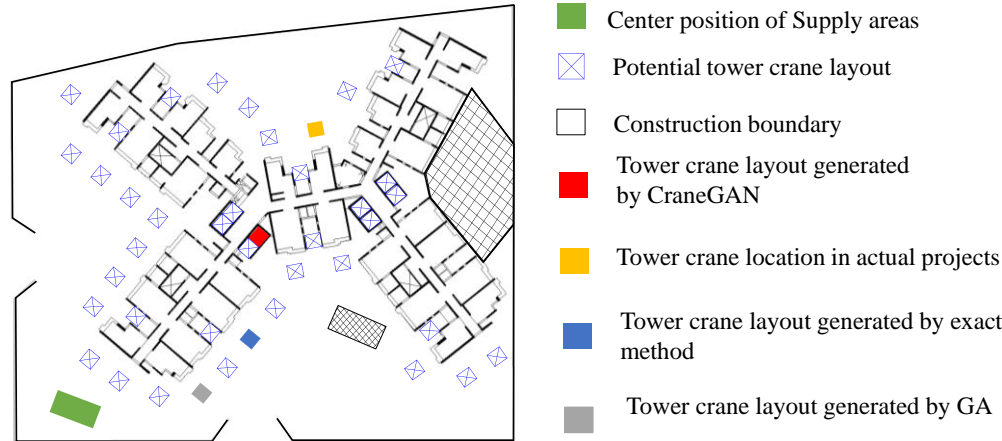 Center position of Supply areas
Potential tower crane layout
Construction boundary
Tower crane layout generated
by CraneGAN
Tower crane location in actual projects
Tower crane layout generated by exact
method
Tower crane layout generated by GA